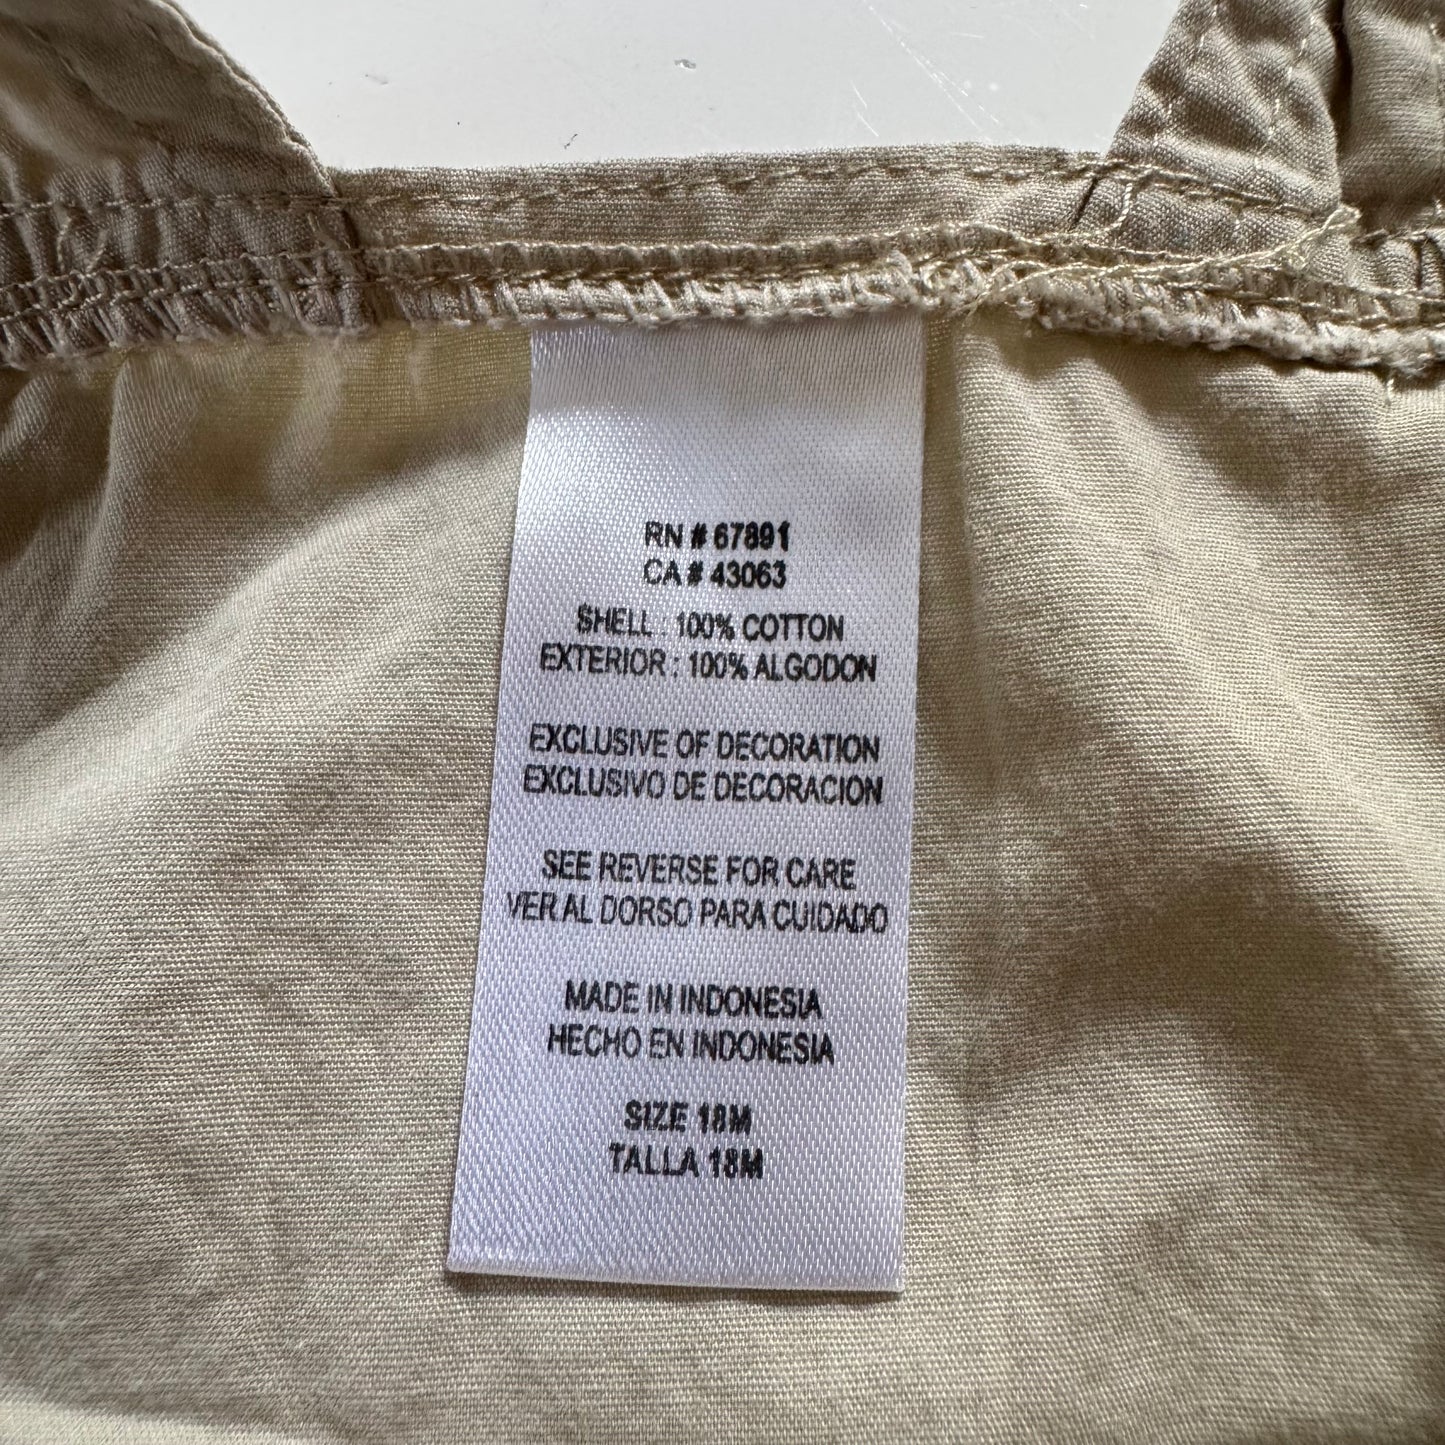 RN # 67891
CA # 43063
SHELL : 100% COTTON
EXTERIOR : 100% ALGODON
EXCLUSIVE OF DECORATION
EXCLUSIVO DE DECORACION
SEE REVERSE FOR CARE
VER AL DORSO PARA CUIDADO
MADE IN INDONESIA
HECHO EN INDONESIA
SIZE 18M
TALLA 18M